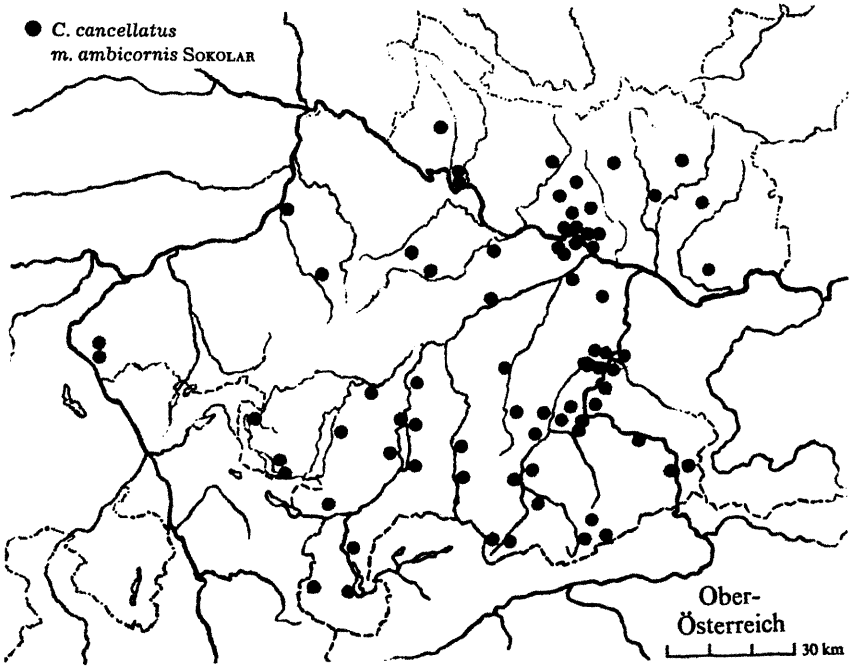 C. cancellatus
m. ambicornis SOKOLAR
Ober-
Österreich
30 km